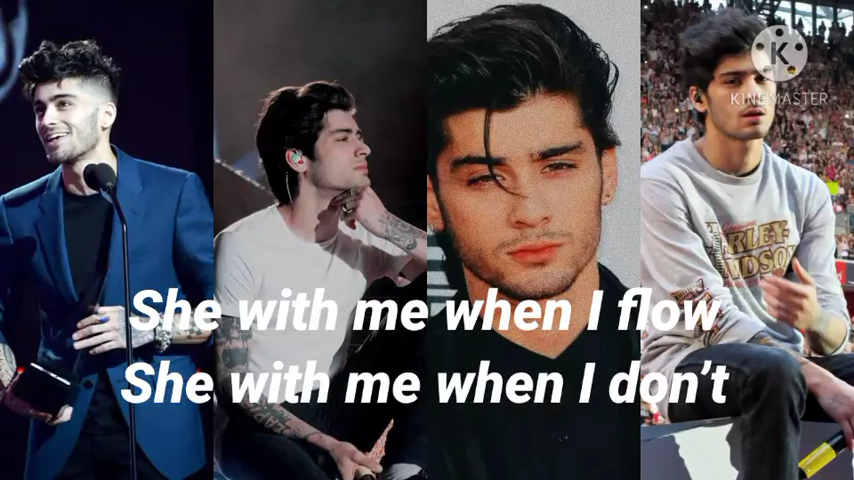 K
KINEMASTER
HARLEY-
DAVIDSON
She with me when I flow
She with me when I don’t